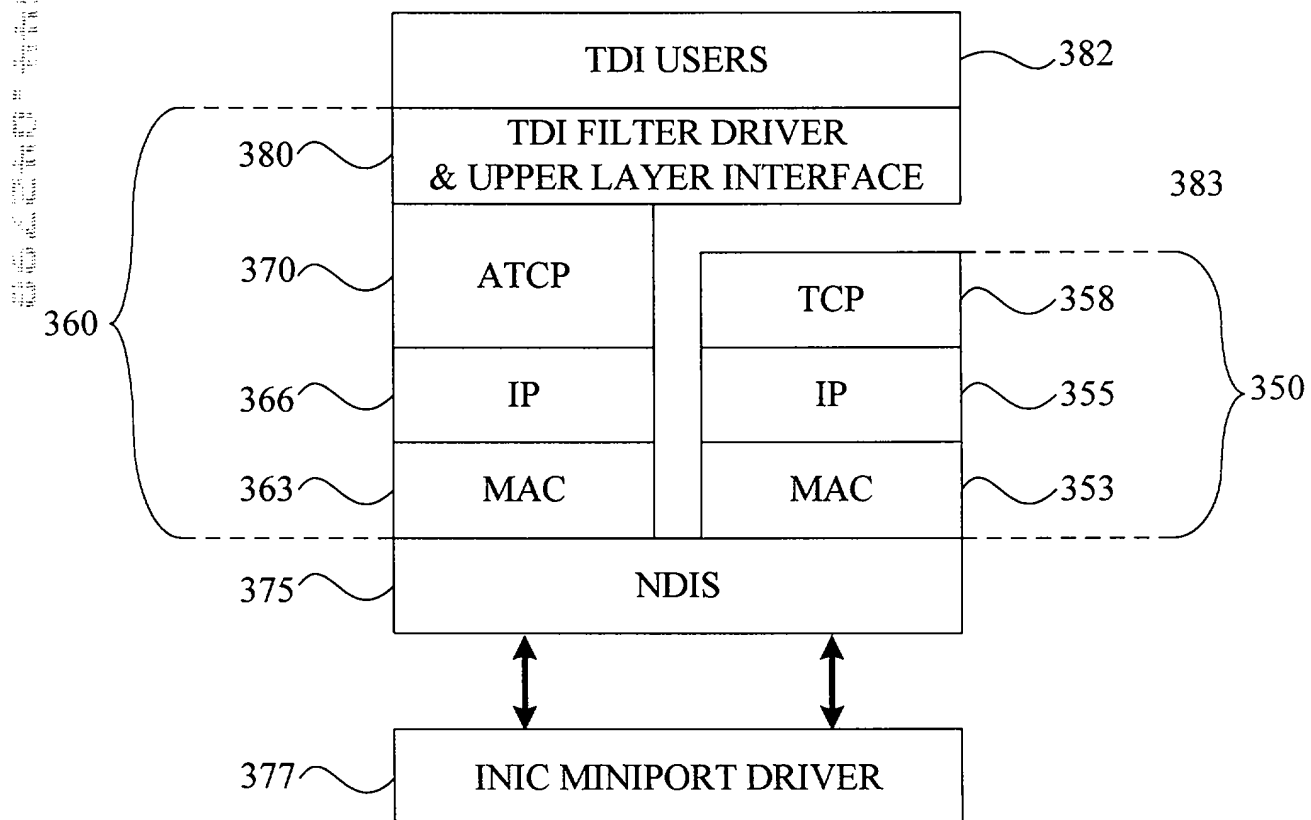 TDI USERS
382
380
TDI FILTER DRIVER
& UPPER LAYER INTERFACE
383
370
ATCP
TCP
358
360
366
IP
IP
355
350
363
MAC
MAC
353
375
NDIS
377
INIC MINIPORT DRIVER